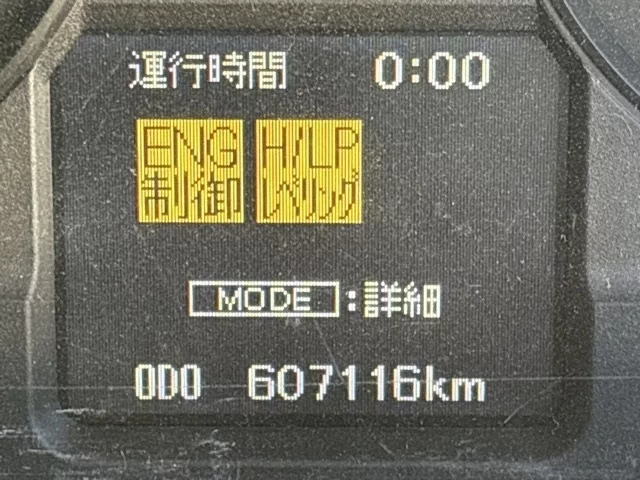 運行時間 0:00
ENG H/LP
制御 レベリング
MODE :詳細
ODO 607116km